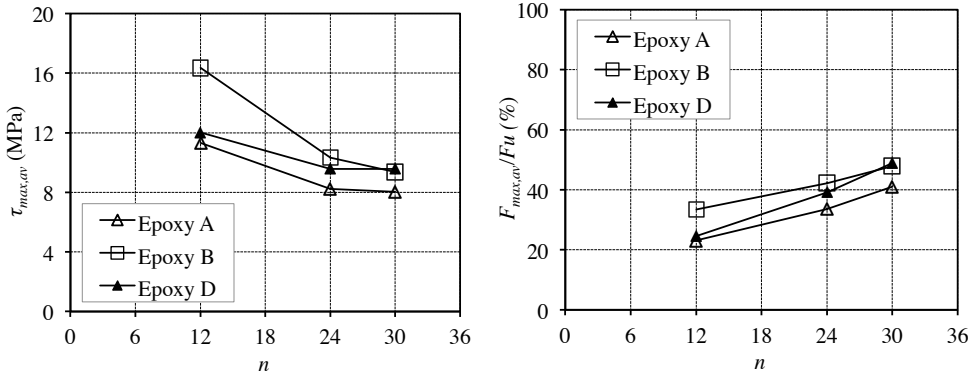 20
16
12
8
4
0
τmax,av (MPa)
Epoxy A
Epoxy B
Epoxy D
0 6 12 18 24 30 36
n
100
80
60
40
20
0
Fmax,av/Fu (%)
Epoxy A
Epoxy B
Epoxy D
0 6 12 18 24 30 36
n